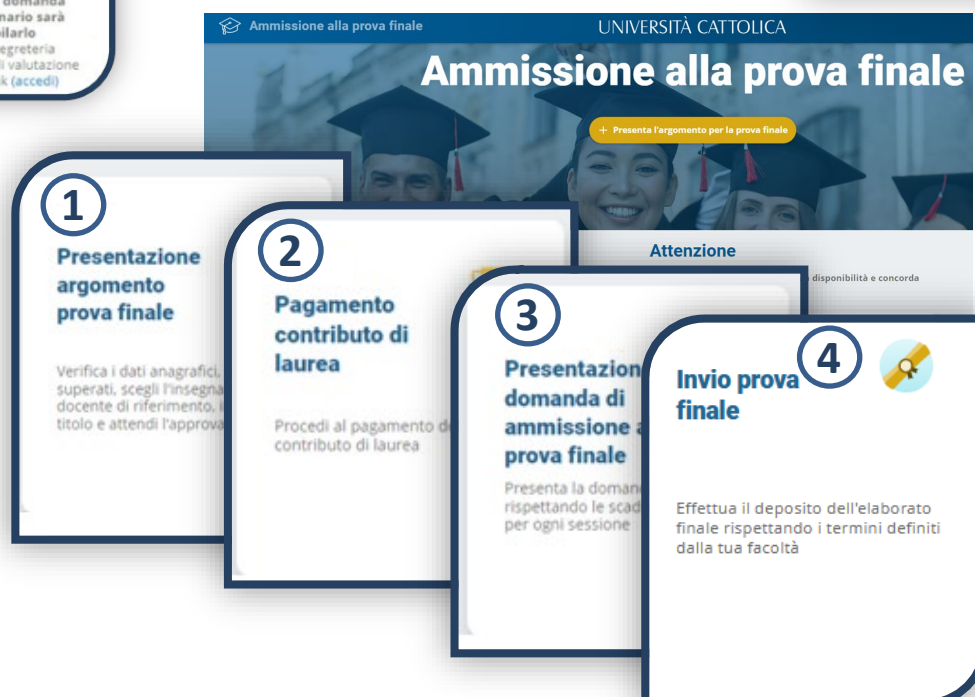 domanda
nario sarà
pilarlo
egreteria
di valutazione
k (accedi)
Ammissione alla prova finale
UNIVERSITÀ CATTOLICA
Ammissione alla prova finale
+ Presenta l'argomento per la prova finale
Attenzione
disponibilità e concorda
1
Presentazione
argomento
prova finale
Verifica i dati anagrafici,
superati, scegli l'insegna
docente di riferimento, i
titolo e attendi l'approva
2
Pagamento
contributo di
laurea
Procedi al pagamento de
contributo di laurea
3
Presentazion
domanda di
ammissione a
prova finale
Presenta la doman
rispettando le scad
per ogni sessione
4
Invio prova
finale
Effettua il deposito dell'elaborato
finale rispettando i termini definiti
dalla tua facoltà